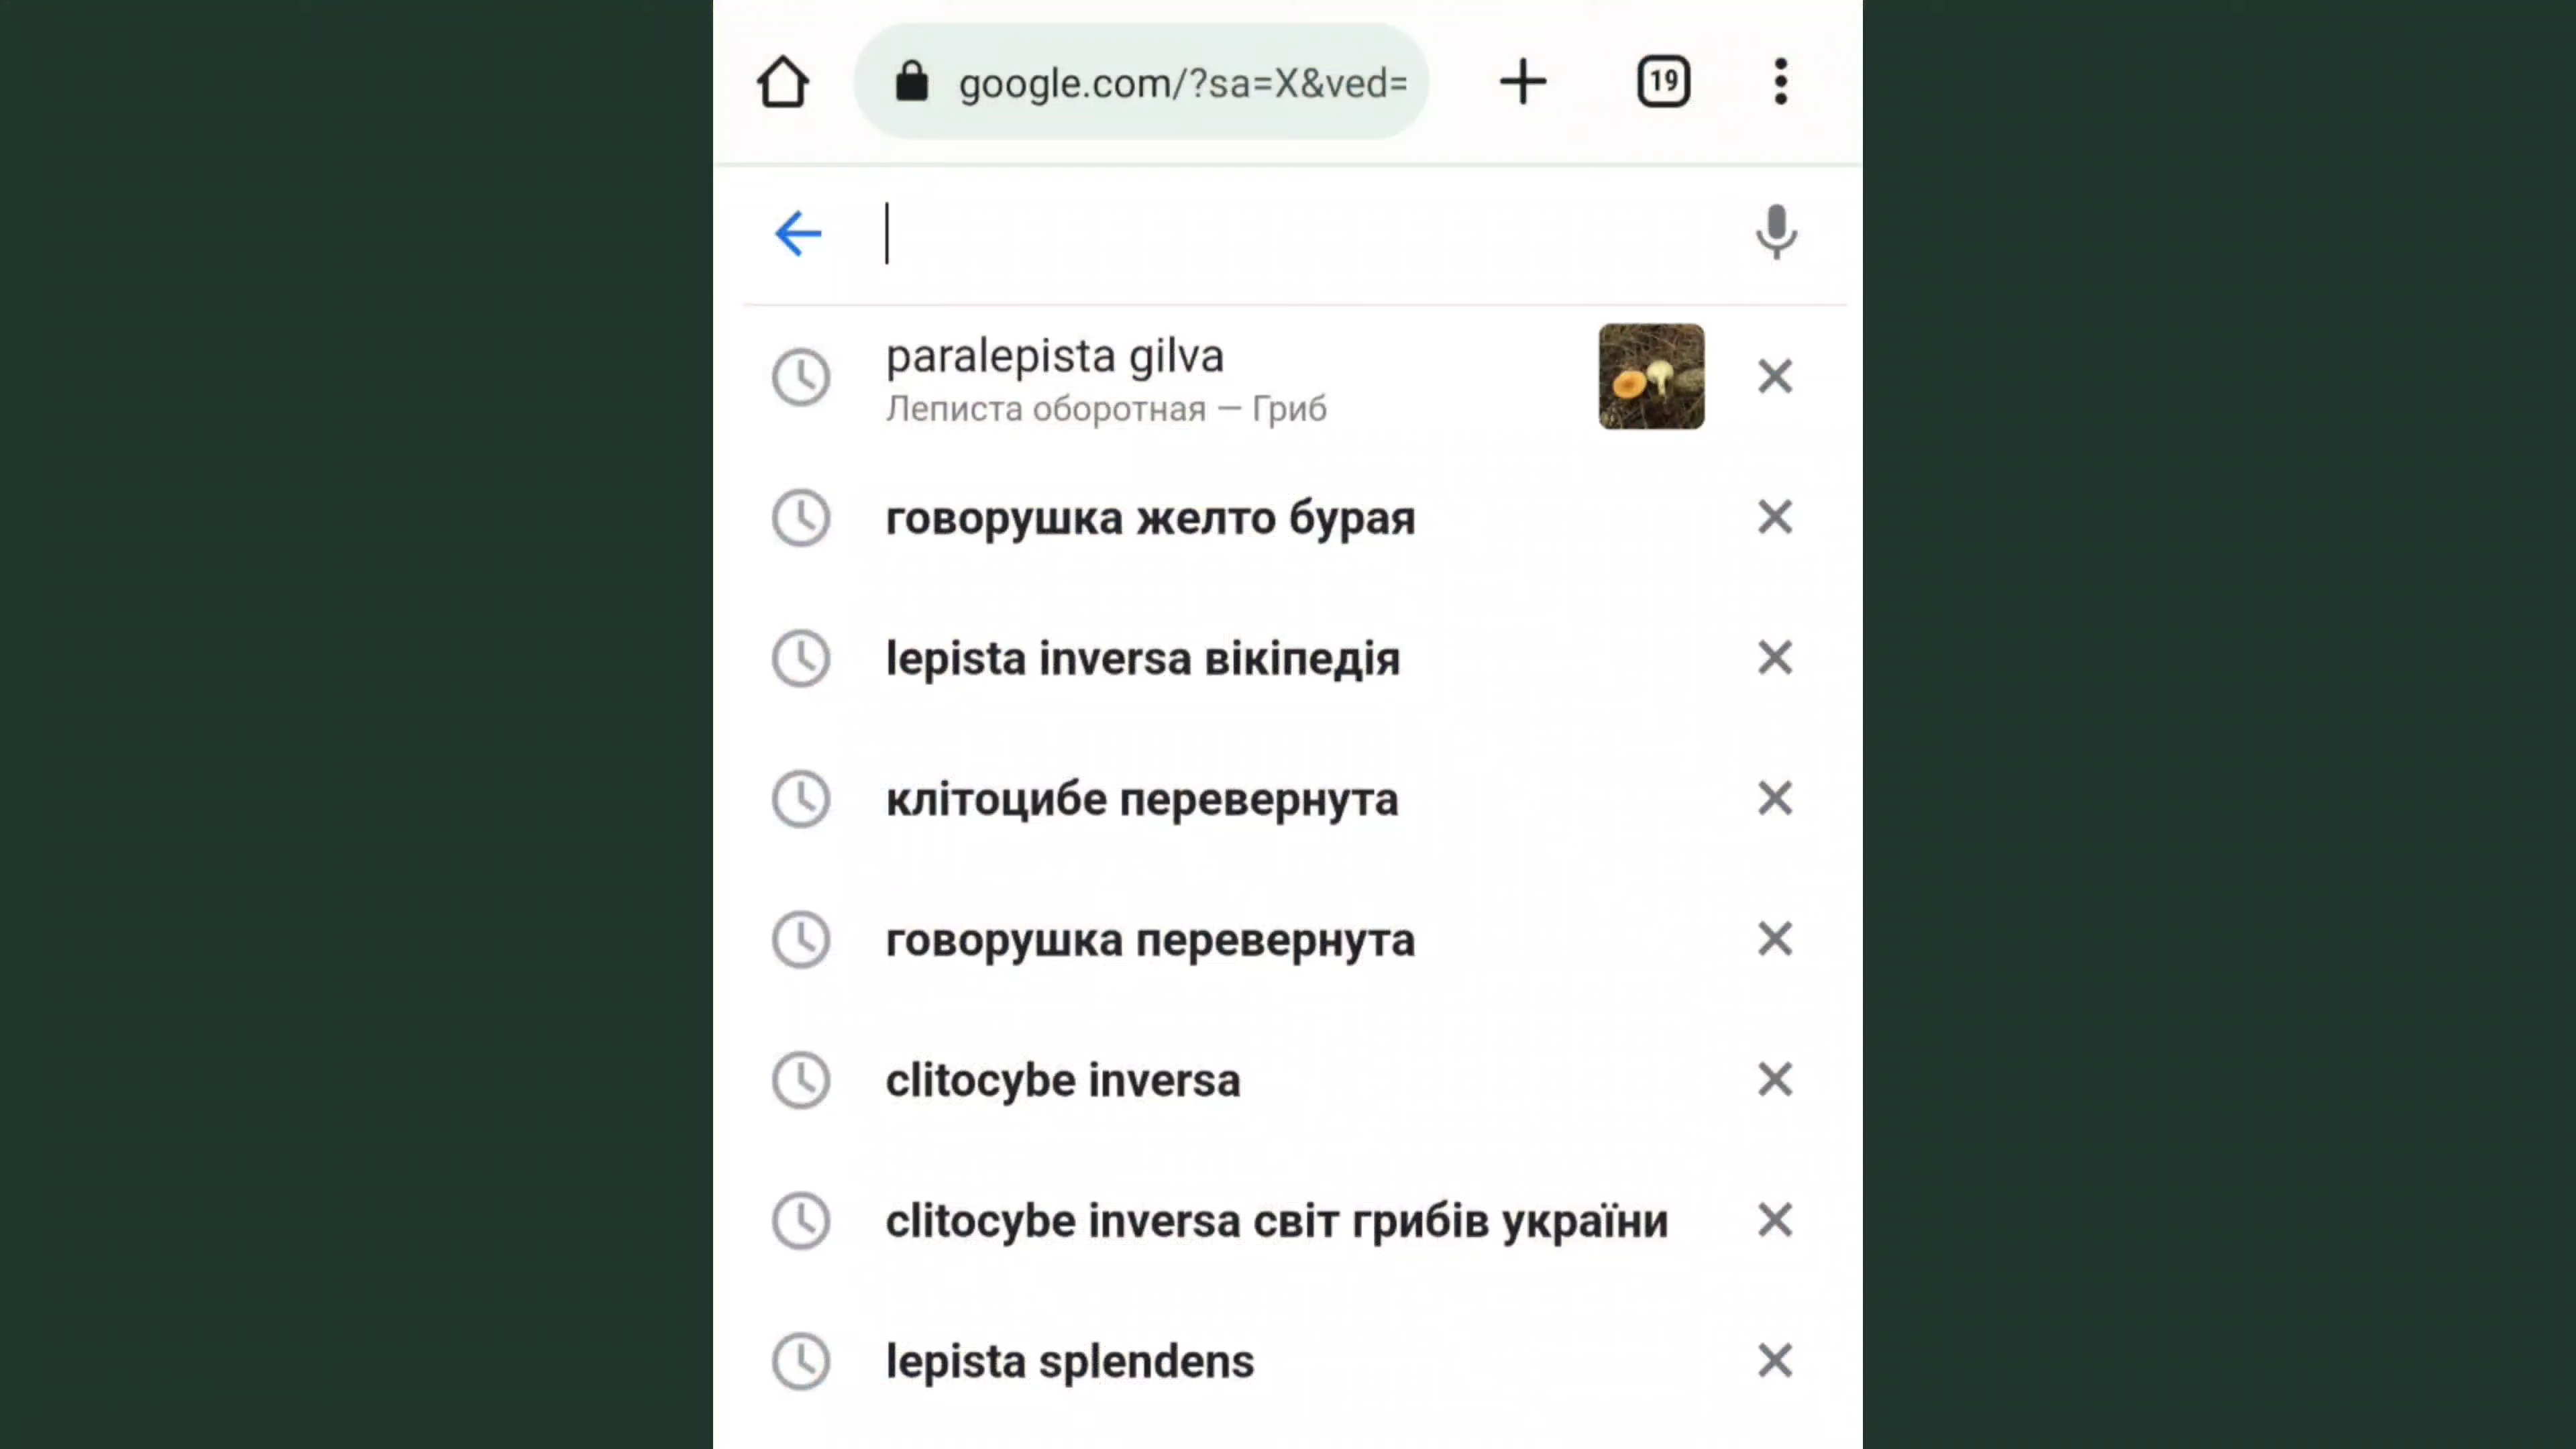 google.com/?sa=X&ved=
19
paralepista gilva
Леписта оборотная — Гриб
говорушка желто бурая
lepista inversa вікіпедія
клітоцибе перевернута
говорушка перевернута
clitocybe inversa
clitocybe inversa світ грибів україни
lepista splendens